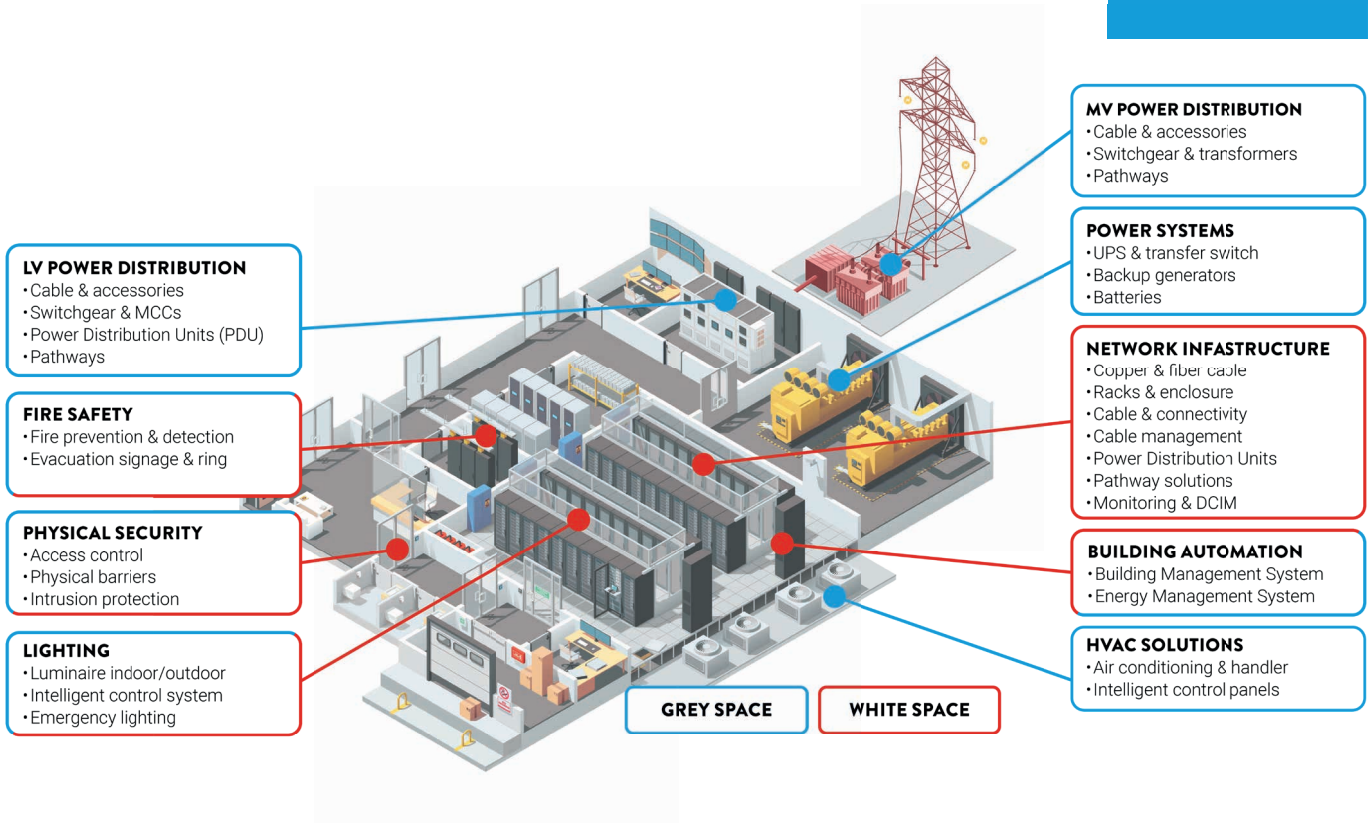 MV POWER DISTRIBUTION
• Cable & accessories
• Switchgear & transformers
• Pathways
POWER SYSTEMS
• UPS & transfer switch
• Backup generators
• Batteries
LV POWER DISTRIBUTION
• Cable & accessories
• Switchgear & MCCs
• Power Distribution Units (PDU)
• Pathways
NETWORK INFASTRUCTURE
• Copper & fiber cable
• Racks & enclosure
• Cable & connectivity
• Cable management
• Power Distribution Units
• Pathway solutions
• Monitoring & DCIM
FIRE SAFETY
• Fire prevention & detection
• Evacuation signage & ring
PHYSICAL SECURITY
• Access control
• Physical barriers
• Intrusion protection
BUILDING AUTOMATION
• Building Management System
• Energy Management System
LIGHTING
• Luminaire indoor/outdoor
• Intelligent control system
• Emergency lighting
HVAC SOLUTIONS
• Air conditioning & handler
• Intelligent control panels
GREY SPACE
WHITE SPACE